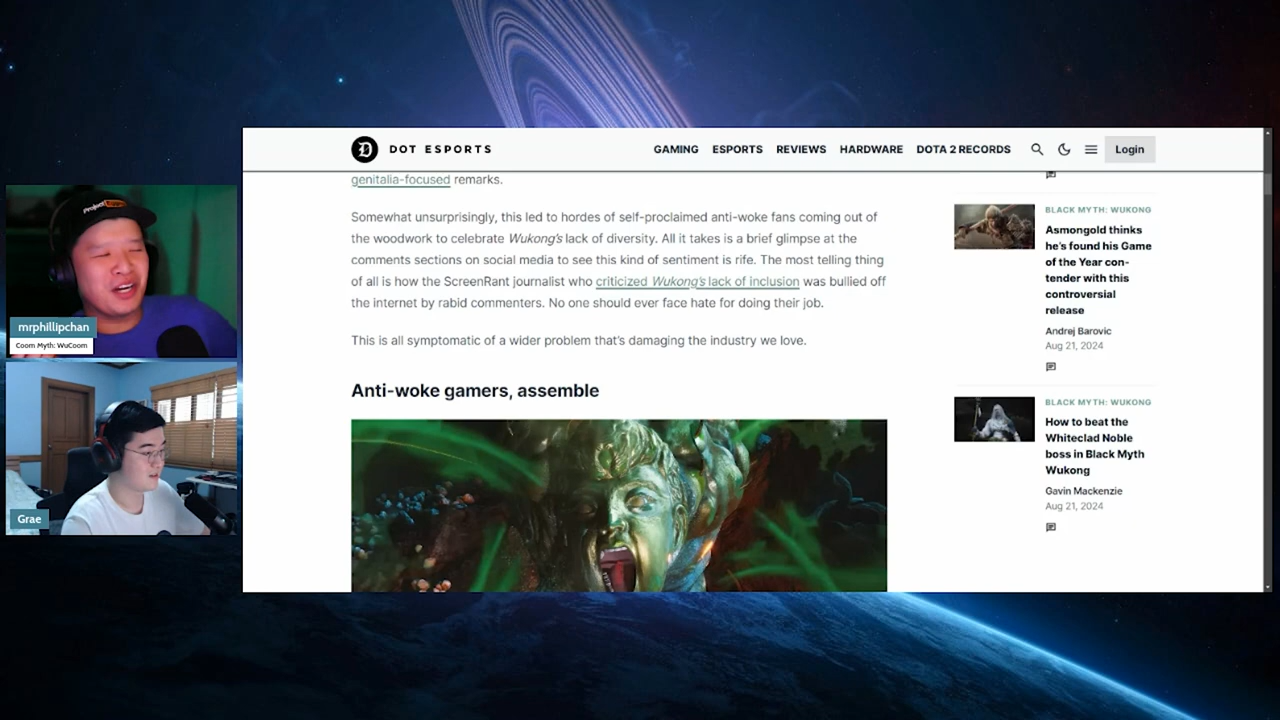 DOT ESPORTS
GAMING ESPORTS REVIEWS HARDWARE DOTA 2 RECORDS Login
genitalia-focused remarks.
Somewhat unsurprisingly, this led to hordes of self-proclaimed anti-woke fans coming out of
the woodwork to celebrate Wukong's lack of diversity. All it takes is a brief glimpse at the
comments sections on social media to see this kind of sentiment is rife. The most telling thing
of all is how the ScreenRant journalist who criticized Wukong's lack of inclusion was bullied off
the internet by rabid commenters. No one should ever face hate for doing their job.
This is all symptomatic of a wider problem that's damaging the industry we love.
Anti-woke gamers, assemble
BLACK MYTH: WUKONG
Asmongold thinks
he's found his Game
of the Year con-
tender with this
controversial
release
Andrej Barovic
Aug 21, 2024
BLACK MYTH: WUKONG
How to beat the
Whiteclad Noble
boss in Black Myth
Wukong
Gavin Mackenzie
Aug 21, 2024
mrphillipchan
Coom Myth: WuCoom
Grae